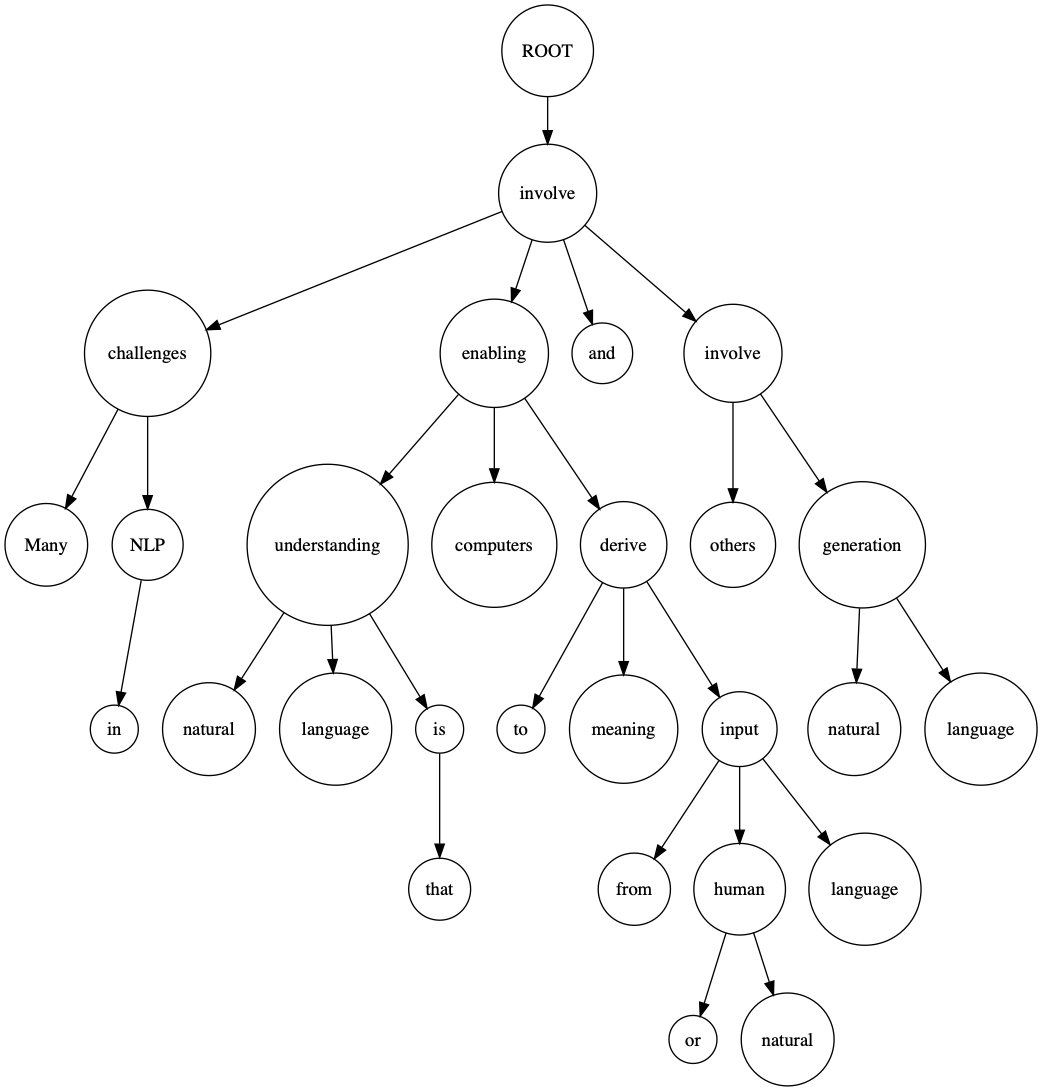 ROOT
involve
challenges enabling and involve
Many NLP understanding computers derive others generation
in natural language is to meaning input natural language
that from human language
or natural